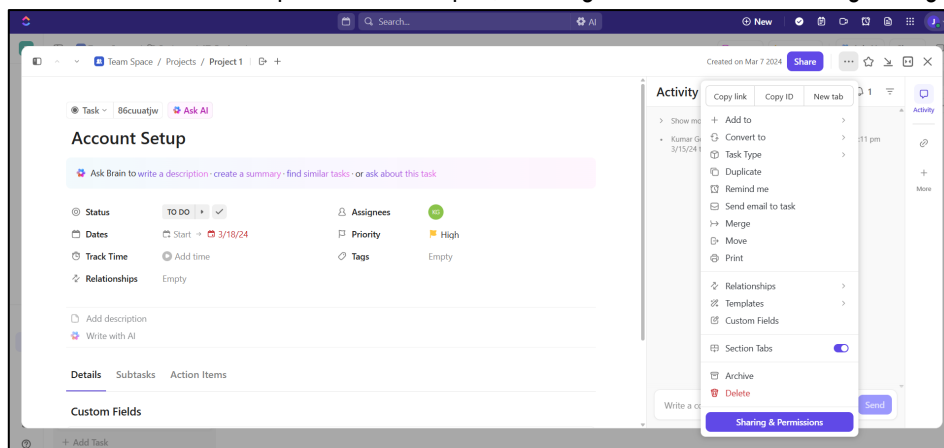 Search...
AI
New
Team Space / Projects / Project 1
Created on Mar 7 2024
Share
Task
86cuuatjw
Ask AI
Account Setup
Ask Brain to write a description · create a summary · find similar tasks · or ask about this task
Status
TO DO
Assignees
KG
Dates
Start → 3/18/24
Priority
High
Track Time
Add time
Tags
Empty
Relationships
Empty
Add description
Write with AI
Details
Subtasks
Action Items
Custom Fields
+ Add Task
Activity
1
Show mo
Kumar G
:11 pm
3/15/24
Write a co
Send
Copy link
Copy ID
New tab
Add to
Convert to
Task Type
Duplicate
Remind me
Send email to task
Merge
Move
Print
Relationships
Templates
Custom Fields
Section Tabs
Archive
Delete
Sharing & Permissions
Activity
More